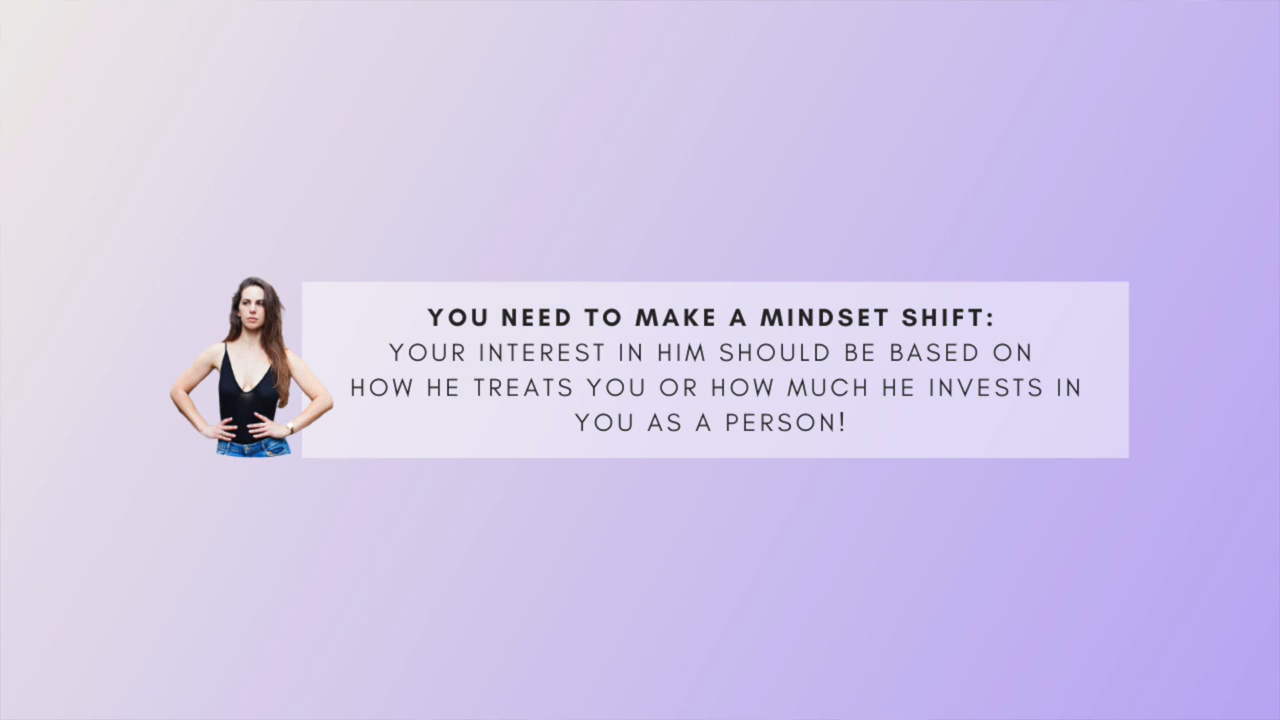 YOU NEED TO MAKE A MINDSET SHIFT:
YOUR INTEREST IN HIM SHOULD BE BASED ON
HOW HE TREATS YOU OR HOW MUCH HE INVESTS IN
YOU AS A PERSON!